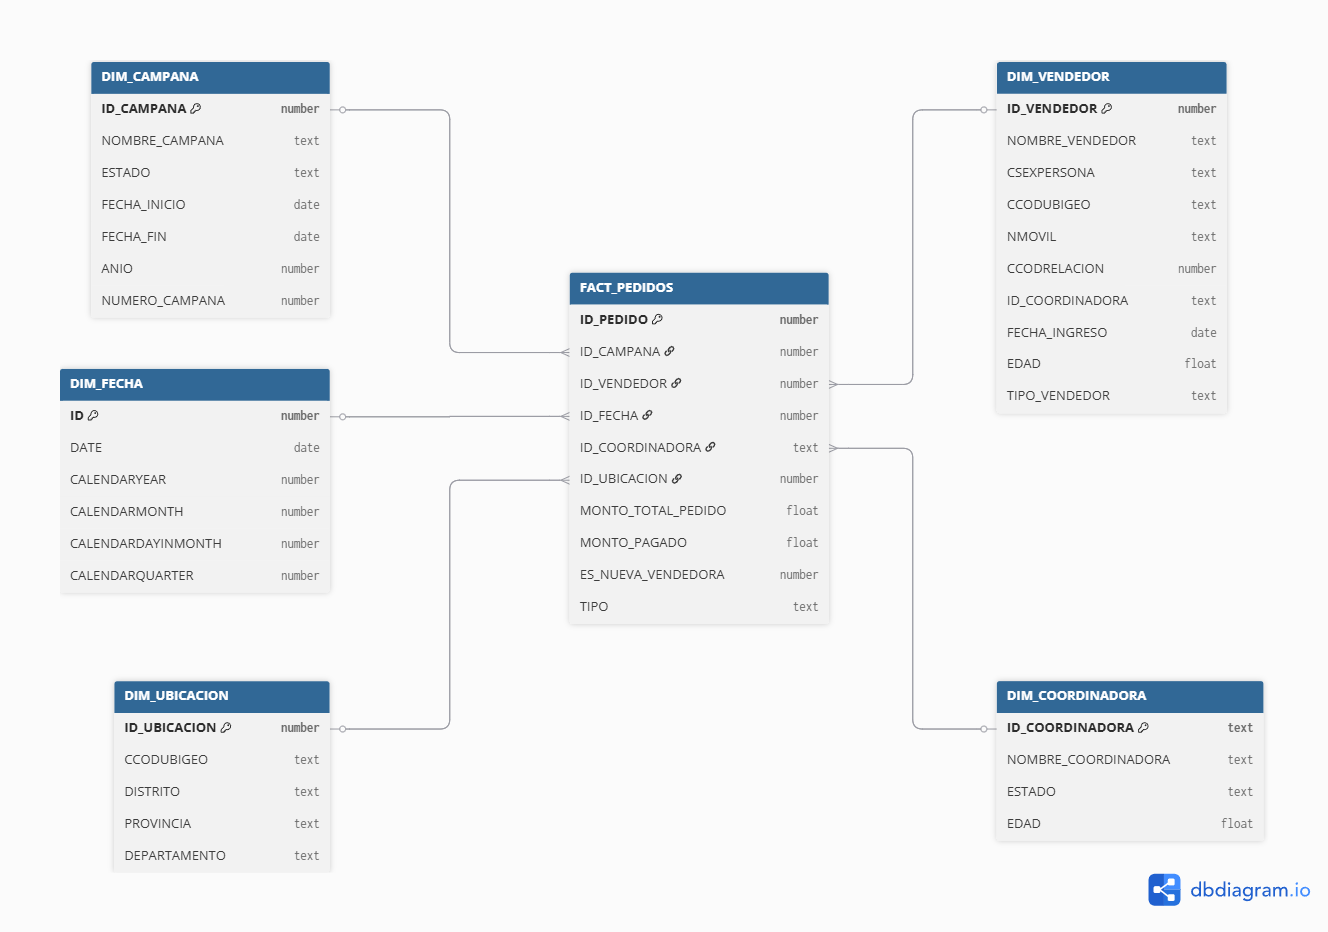 DIM_CAMPANA
ID_CAMPANA number
NOMBRE_CAMPANA text
ESTADO text
FECHA_INICIO date
FECHA_FIN date
ANIO number
NUMERO_CAMPANA number
DIM_FECHA
ID number
DATE date
CALENDARYEAR number
CALENDARMONTH number
CALENDARDAYINMONTH number
CALENDARQUARTER number
DIM_UBICACION
ID_UBICACION number
CCODUBIGEO text
DISTRITO text
PROVINCIA text
DEPARTAMENTO text
FACT_PEDIDOS
ID_PEDIDO number
ID_CAMPANA number
ID_VENDEDOR number
ID_FECHA number
ID_COORDINADORA text
ID_UBICACION number
MONTO_TOTAL_PEDIDO float
MONTO_PAGADO float
ES_NUEVA_VENDEDORA number
TIPO text
DIM_VENDEDOR
ID_VENDEDOR number
NOMBRE_VENDEDOR text
CSEXPERSONA text
CCODUBIGEO text
NMOVIL text
CCODRELACION number
ID_COORDINADORA text
FECHA_INGRESO date
EDAD float
TIPO_VENDEDOR text
DIM_COORDINADORA
ID_COORDINADORA text
NOMBRE_COORDINADORA text
ESTADO text
EDAD float
dbdiagram.io